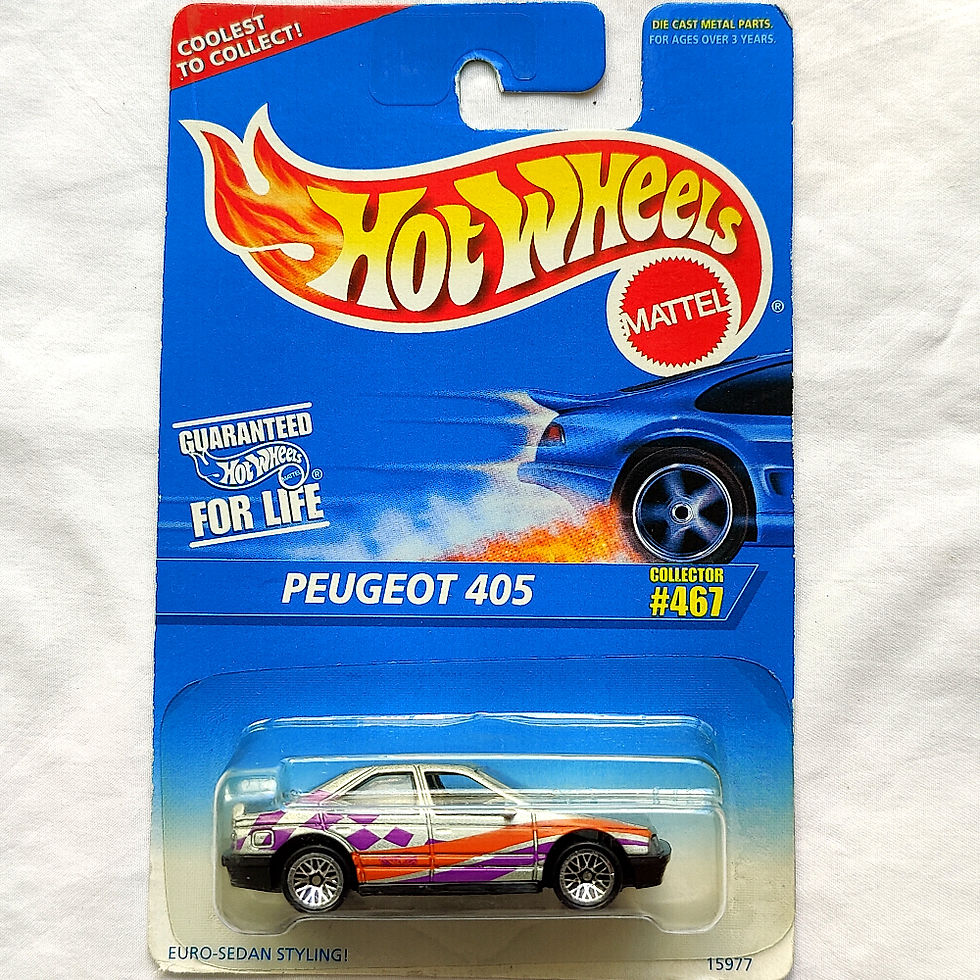 COOLEST
TO COLLECT!
DIE CAST METAL PARTS.
FOR AGES OVER 3 YEARS.
HOT WHEELS
MATTEL
®
GUARANTEED
HOT WHEELS
MATTEL
®
FOR LIFE
PEUGEOT 405
COLLECTOR
#467
EURO-SEDAN STYLING!
15977